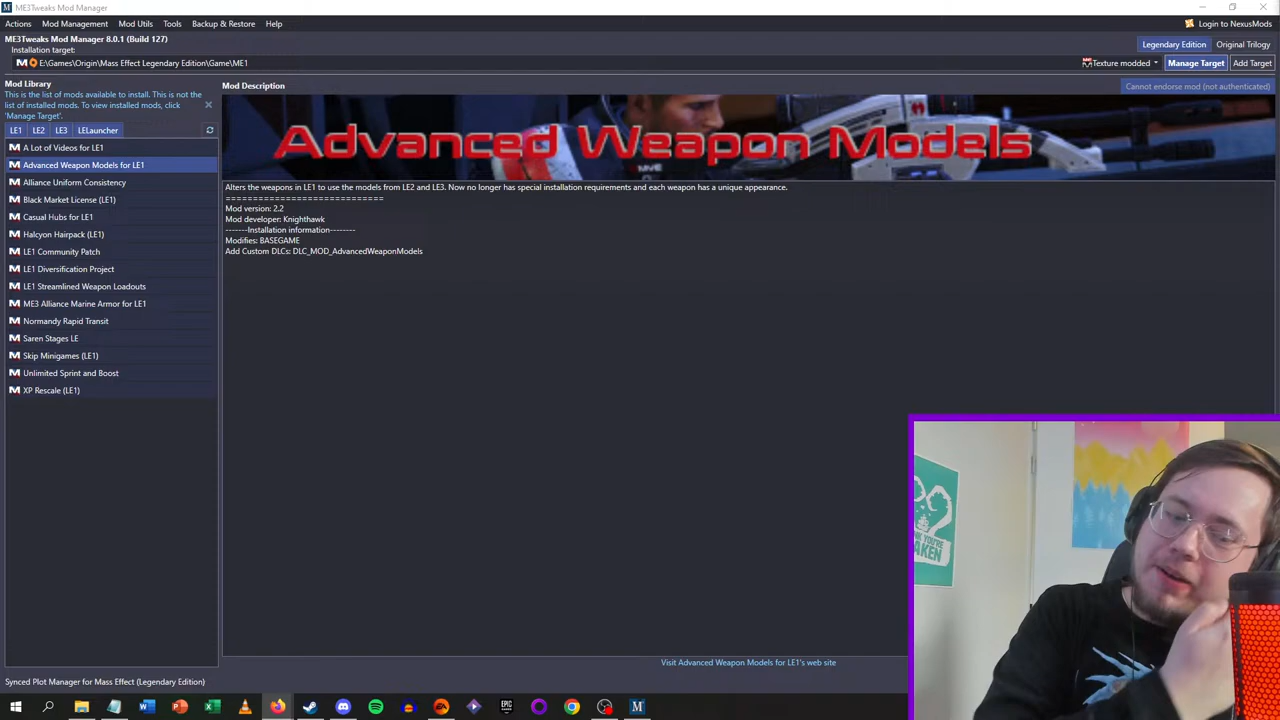 ME3Tweaks Mod Manager
Actions Mod Management Mod Utils Tools Backup & Restore Help
Login to NexusMods
ME3Tweaks Mod Manager 8.0.1 (Build 127)
Legendary Edition Original Trilogy
Installation target:
E:\Games\Origin\Mass Effect Legendary Edition\Game\ME1
Texture modded
Manage Target
Add Target
Mod Library
This is the list of mods available to install. This is not the
list of installed mods. To view installed mods, click
'Manage Target'.
LE1 LE2 LE3 LELauncher
A Lot of Videos for LE1
Advanced Weapon Models for LE1
Alliance Uniform Consistency
Black Market License (LE1)
Casual Hubs for LE1
Halcyon Hairpack (LE1)
LE1 Community Patch
LE1 Diversification Project
LE1 Streamlined Weapon Loadouts
ME3 Alliance Marine Armor for LE1
Normandy Rapid Transit
Saren Stages LE
Skip Minigames (LE1)
Unlimited Sprint and Boost
XP Rescale (LE1)
Mod Description
Cannot endorse mod (not authenticated)
Advanced Weapon Models
Alters the weapons in LE1 to use the models from LE2 and LE3. Now no longer has special installation requirements and each weapon has a unique appearance.
============================
Mod version: 2.2
Mod developer: Knighthawk
-------Installation information--------
Modifies: BASEGAME
Add Custom DLCs: DLC_MOD_AdvancedWeaponModels
Visit Advanced Weapon Models for LE1's web site
Synced Plot Manager for Mass Effect (Legendary Edition)